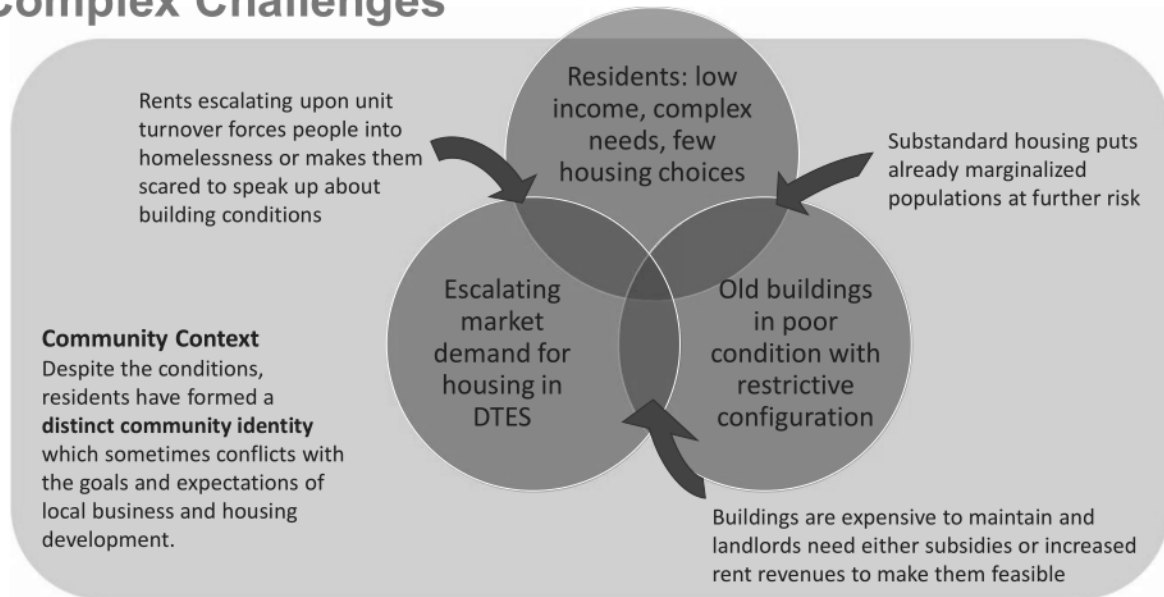 Complex Challenges
Residents: low
income, complex
needs, few
housing choices
Rents escalating upon unit
turnover forces people into
homelessness or makes them
scared to speak up about
building conditions
Substandard housing puts
already marginalized
populations at further risk
Escalating
market
demand for
housing in
DTES
Old buildings
in poor
condition with
restrictive
configuration
Community Context
Despite the conditions,
residents have formed a
distinct community identity
which sometimes conflicts with
the goals and expectations of
local business and housing
development.
Buildings are expensive to maintain and
landlords need either subsidies or increased
rent revenues to make them feasible